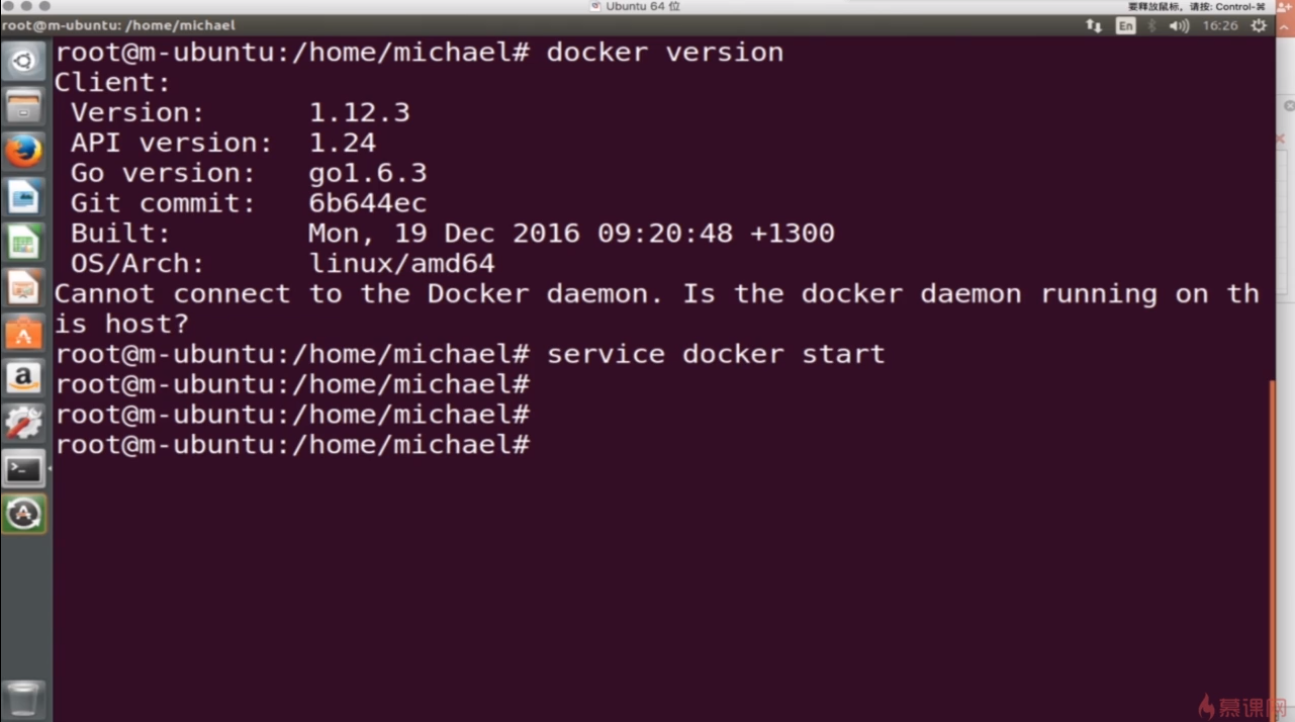 Ubuntu 64 位
要释放鼠标，请按: Control-⌘
root@m-ubuntu: /home/michael
En
16:26
root@m-ubuntu:/home/michael# docker version
Client:
 Version:      1.12.3
 API version:  1.24
 Go version:   go1.6.3
 Git commit:   6b644ec
 Built:        Mon, 19 Dec 2016 09:20:48 +1300
 OS/Arch:      linux/amd64
Cannot connect to the Docker daemon. Is the docker daemon running on th
is host?
root@m-ubuntu:/home/michael# service docker start
root@m-ubuntu:/home/michael#
root@m-ubuntu:/home/michael#
root@m-ubuntu:/home/michael#
慕课网